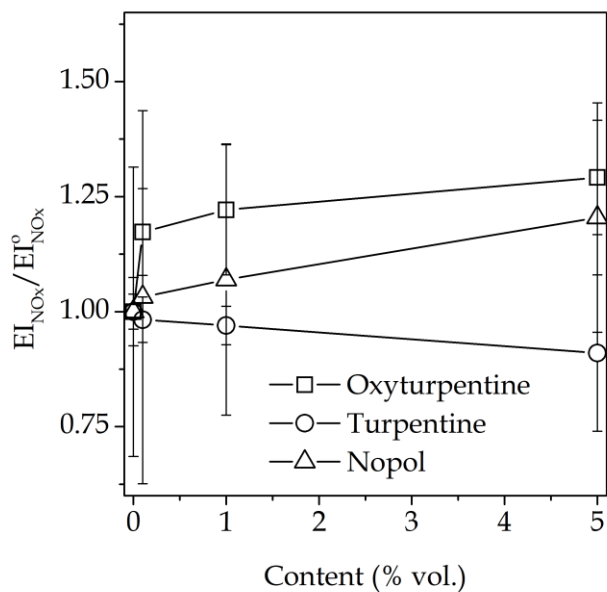 1.50
1.25
1.00
0.75
EI_NOx/EI°_NOx
Oxyturpentine
Turpentine
Nopol
0 1 2 3 4 5
Content (% vol.)